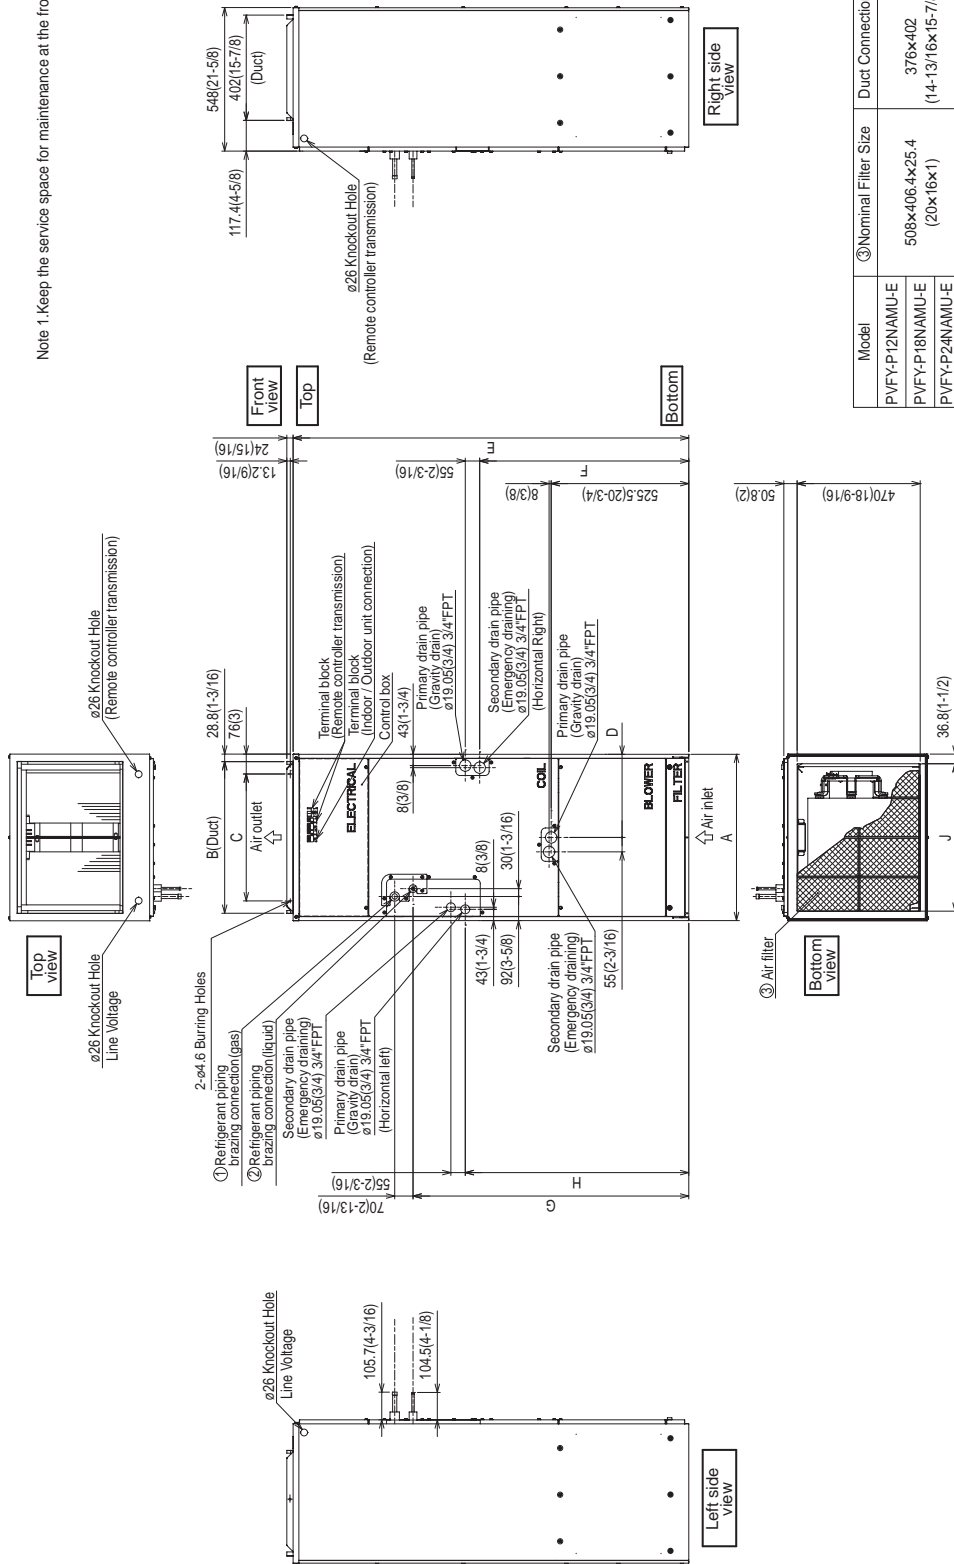 Note 1.Keep the service space for maintenance at the
Top
view
ø26 Knockout Hole
Line Voltage
ø26 Knockout Hole
(Remote controller transmission)
Left side
view
ø26 Knockout Hole
Line Voltage
105.7(4-3/16)
104.5(4-1/8)
Front
view
Top
Bottom
2-ø4.6 Burring Holes
①Refrigerant piping
brazing connection(gas)
②Refrigerant piping
brazing connection(liquid)
Secondary drain pipe
(Emergency draining)
ø19.05(3/4) 3/4"FPT
Primary drain pipe
(Gravity drain)
ø19.05(3/4) 3/4"FPT
(Horizontal left)
70(2-13/16)
55(2-3/16)
G
H
B(Duct)
C
Air outlet
28.8(1-3/16)
76(3)
ELECTRICAL
COIL
BLOWER
FILTER
Terminal block
(Remote controller transmission)
Terminal block
(Indoor / Outdoor unit connection)
Control box
43(1-3/4)
8(3/8)
Primary drain pipe
(Gravity drain)
ø19.05(3/4) 3/4"FPT
Secondary drain pipe
(Emergency draining)
ø19.05(3/4) 3/4"FPT
(Horizontal Right)
Primary drain pipe
(Gravity drain)
ø19.05(3/4) 3/4"FPT
D
8(3/8)
30(1-3/16)
43(1-3/4)
92(3-5/8)
Secondary drain pipe
(Emergency draining)
ø19.05(3/4) 3/4"FPT
55(2-3/16)
Air inlet
A
24(15/16)
13.2(9/16)
E
55(2-3/16)
F
8(3/8)
525.5(20-3/4)
Right side
view
548(21-5/8)
402(15-7/8)
(Duct)
117.4(4-5/8)
ø26 Knockout Hole
(Remote controller transmission)
Bottom
view
③ Air filter
50.8(2)
470(18-9/16)
36.8(1-1/2)
J
Model ③Nominal Filter Size Duct
PVFY-P12NAMU-E
PVFY-P18NAMU-E
PVFY-P24NAMU-E
508×406.4×25.4
(20×16×1)
376×402